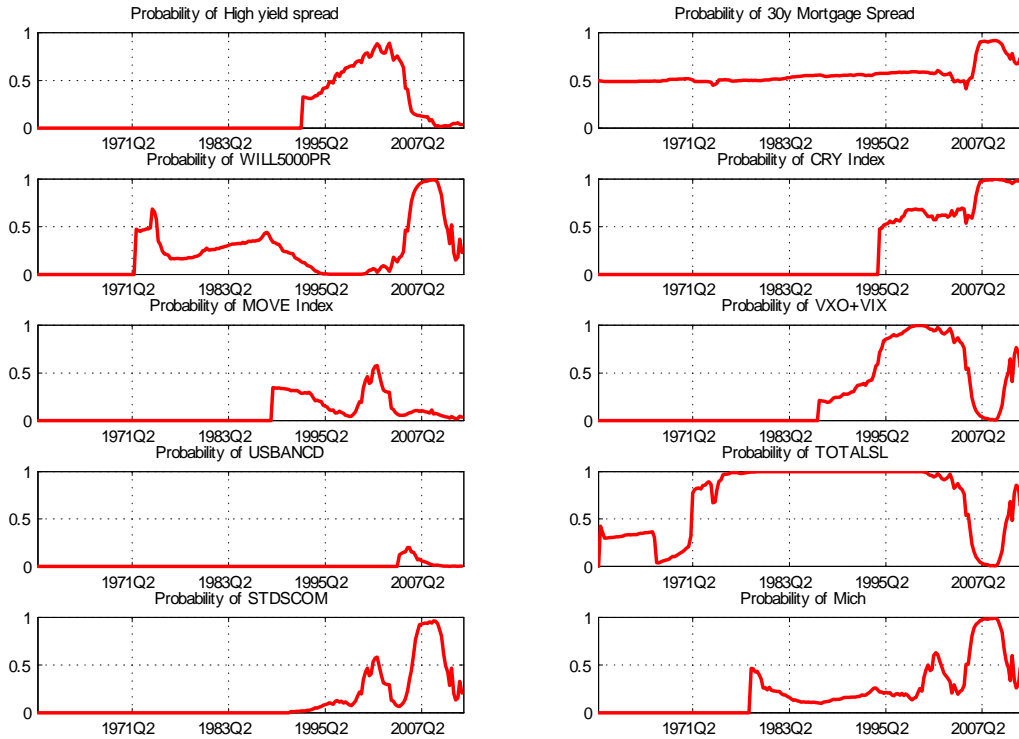 Probability of High yield spread
1
0.5
0
1971Q2 1983Q2 1995Q2 2007Q2
Probability of 30y Mortgage Spread
1
0.5
0
1971Q2 1983Q2 1995Q2 2007Q2
Probability of WILL5000PR
1
0.5
0
1971Q2 1983Q2 1995Q2 2007Q2
Probability of CRY Index
1
0.5
0
1971Q2 1983Q2 1995Q2 2007Q2
Probability of MOVE Index
1
0.5
0
1971Q2 1983Q2 1995Q2 2007Q2
Probability of VXO+VIX
1
0.5
0
1971Q2 1983Q2 1995Q2 2007Q2
Probability of USBANCD
1
0.5
0
1971Q2 1983Q2 1995Q2 2007Q2
Probability of TOTALSL
1
0.5
0
1971Q2 1983Q2 1995Q2 2007Q2
Probability of STDSCOM
1
0.5
0
1971Q2 1983Q2 1995Q2 2007Q2
Probability of Mich
1
0.5
0
1971Q2 1983Q2 1995Q2 2007Q2